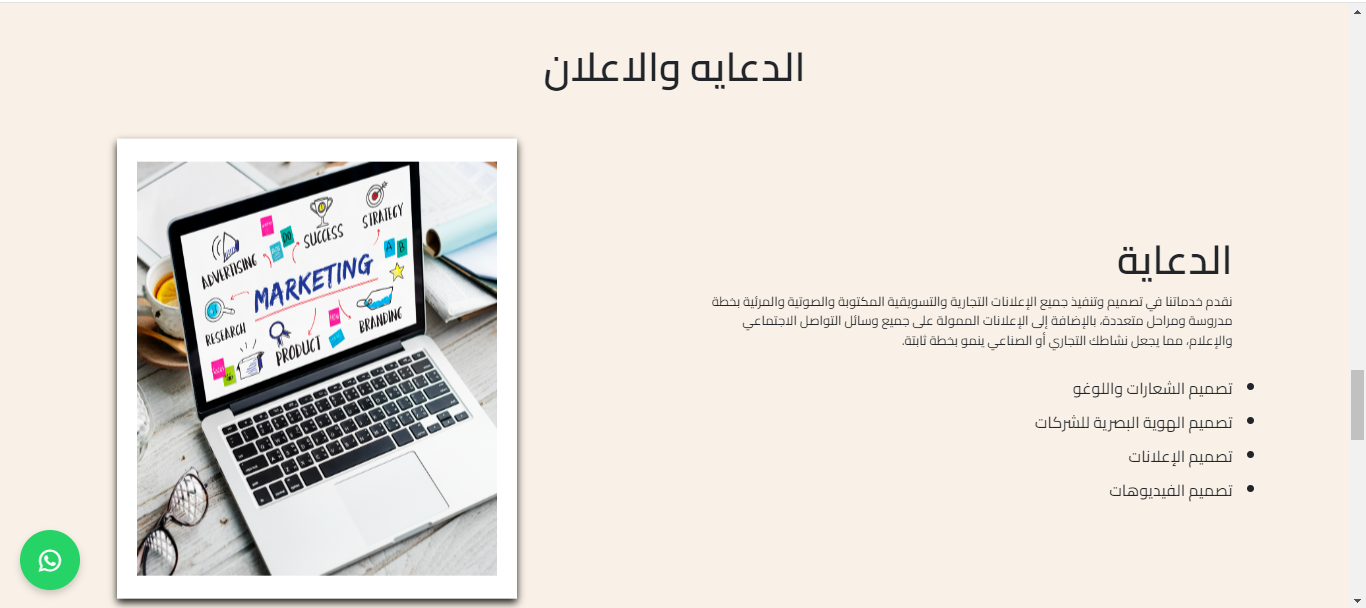 الدعايه والاعلان
الدعاية
نقدم خدماتنا في تصميم وتنفيذ جميع الإعلانات التجارية والتسويقية المكتوبة والصوتية والمرئية بخطة
مدروسة ومراحل متعددة، بالإضافة إلى الإعلانات الممولة على جميع وسائل التواصل الاجتماعي
والإعلام، مما يجعل نشاطك التجاري أو الصناعي ينمو بخطة ثابتة.
تصميم الشعارات واللوغو
تصميم الهوية البصرية للشركات
تصميم الإعلانات
تصميم الفيديوهات
ADVERTISING
SUCCESS
STRATEGY
MARKETING
A B
RESEARCH
PRODUCT
BRANDING